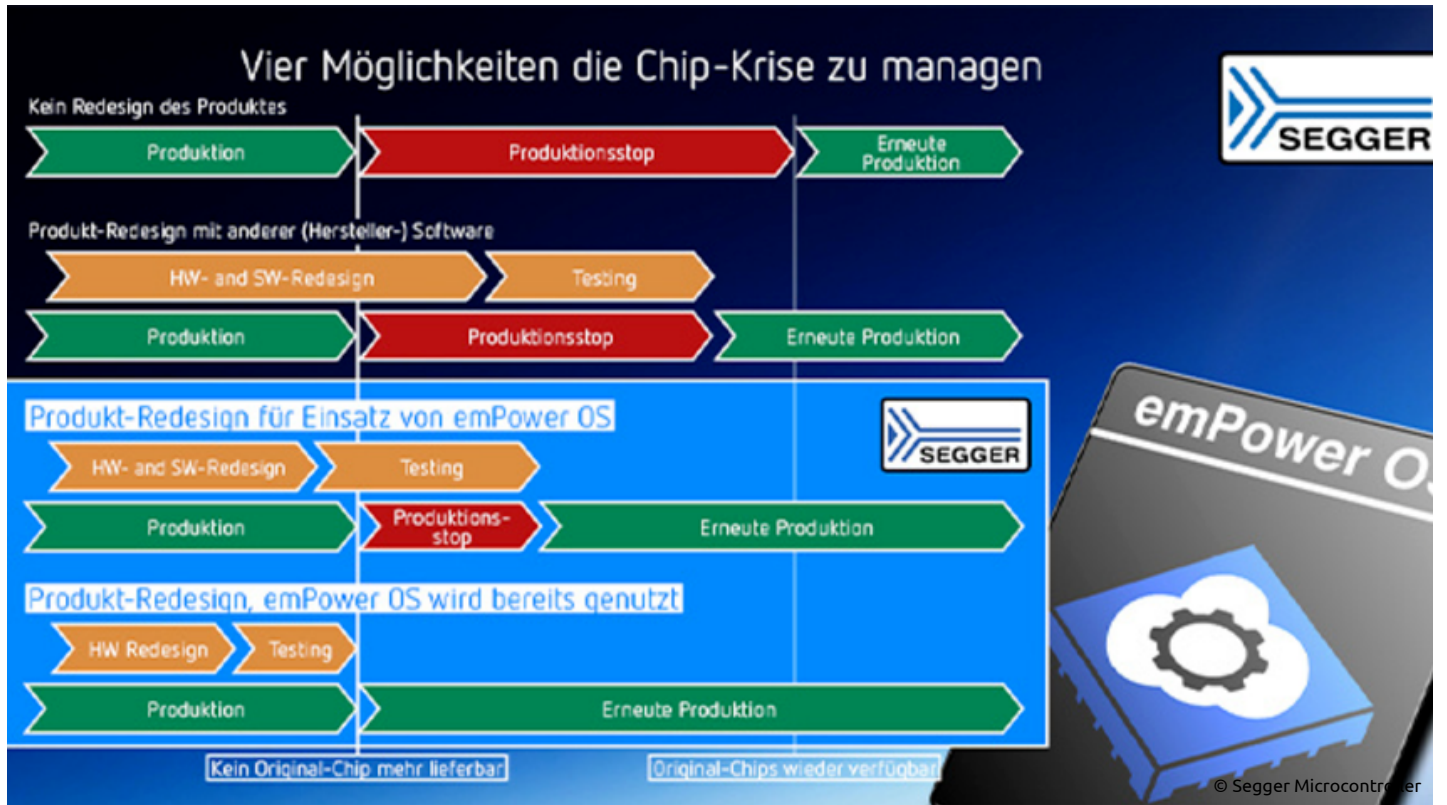 Vier Möglichkeiten die Chip-Krise zu managen
SEGGER
Kein Redesign des Produktes
Produktion
Produktionsstop
Erneute
Produktion
Produkt-Redesign mit anderer (Hersteller-) Software
HW- and SW-Redesign
Testing
Produktion
Produktionsstop
Erneute Produktion
Produkt-Redesign für Einsatz von emPower OS
SEGGER
HW- and SW-Redesign
Testing
Produktion
Produktions-
stop
Erneute Produktion
Produkt-Redesign, emPower OS wird bereits genutzt
HW Redesign
Testing
Produktion
Erneute Produktion
Kein Original-Chip mehr lieferbar
Original-Chips wieder verfügbar
emPower OS
© Segger Microcontroller